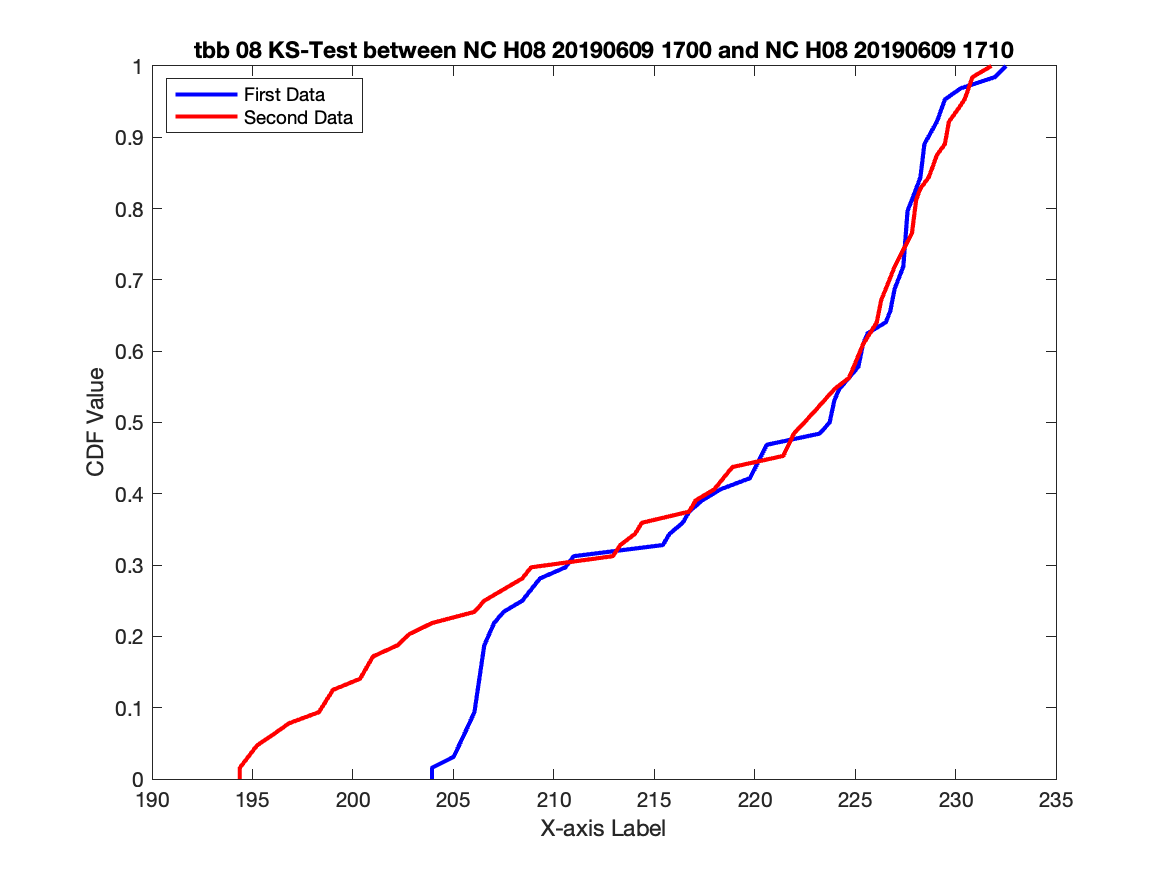 tbb 08 KS-Test between NC H08 20190609 1700 and NC H08 20190609 1710
First Data
Second Data
1
0.9
0.8
0.7
0.6
0.5
0.4
0.3
0.2
0.1
0
CDF Value
190 195 200 205 210 215 220 225 230 235
X-axis Label